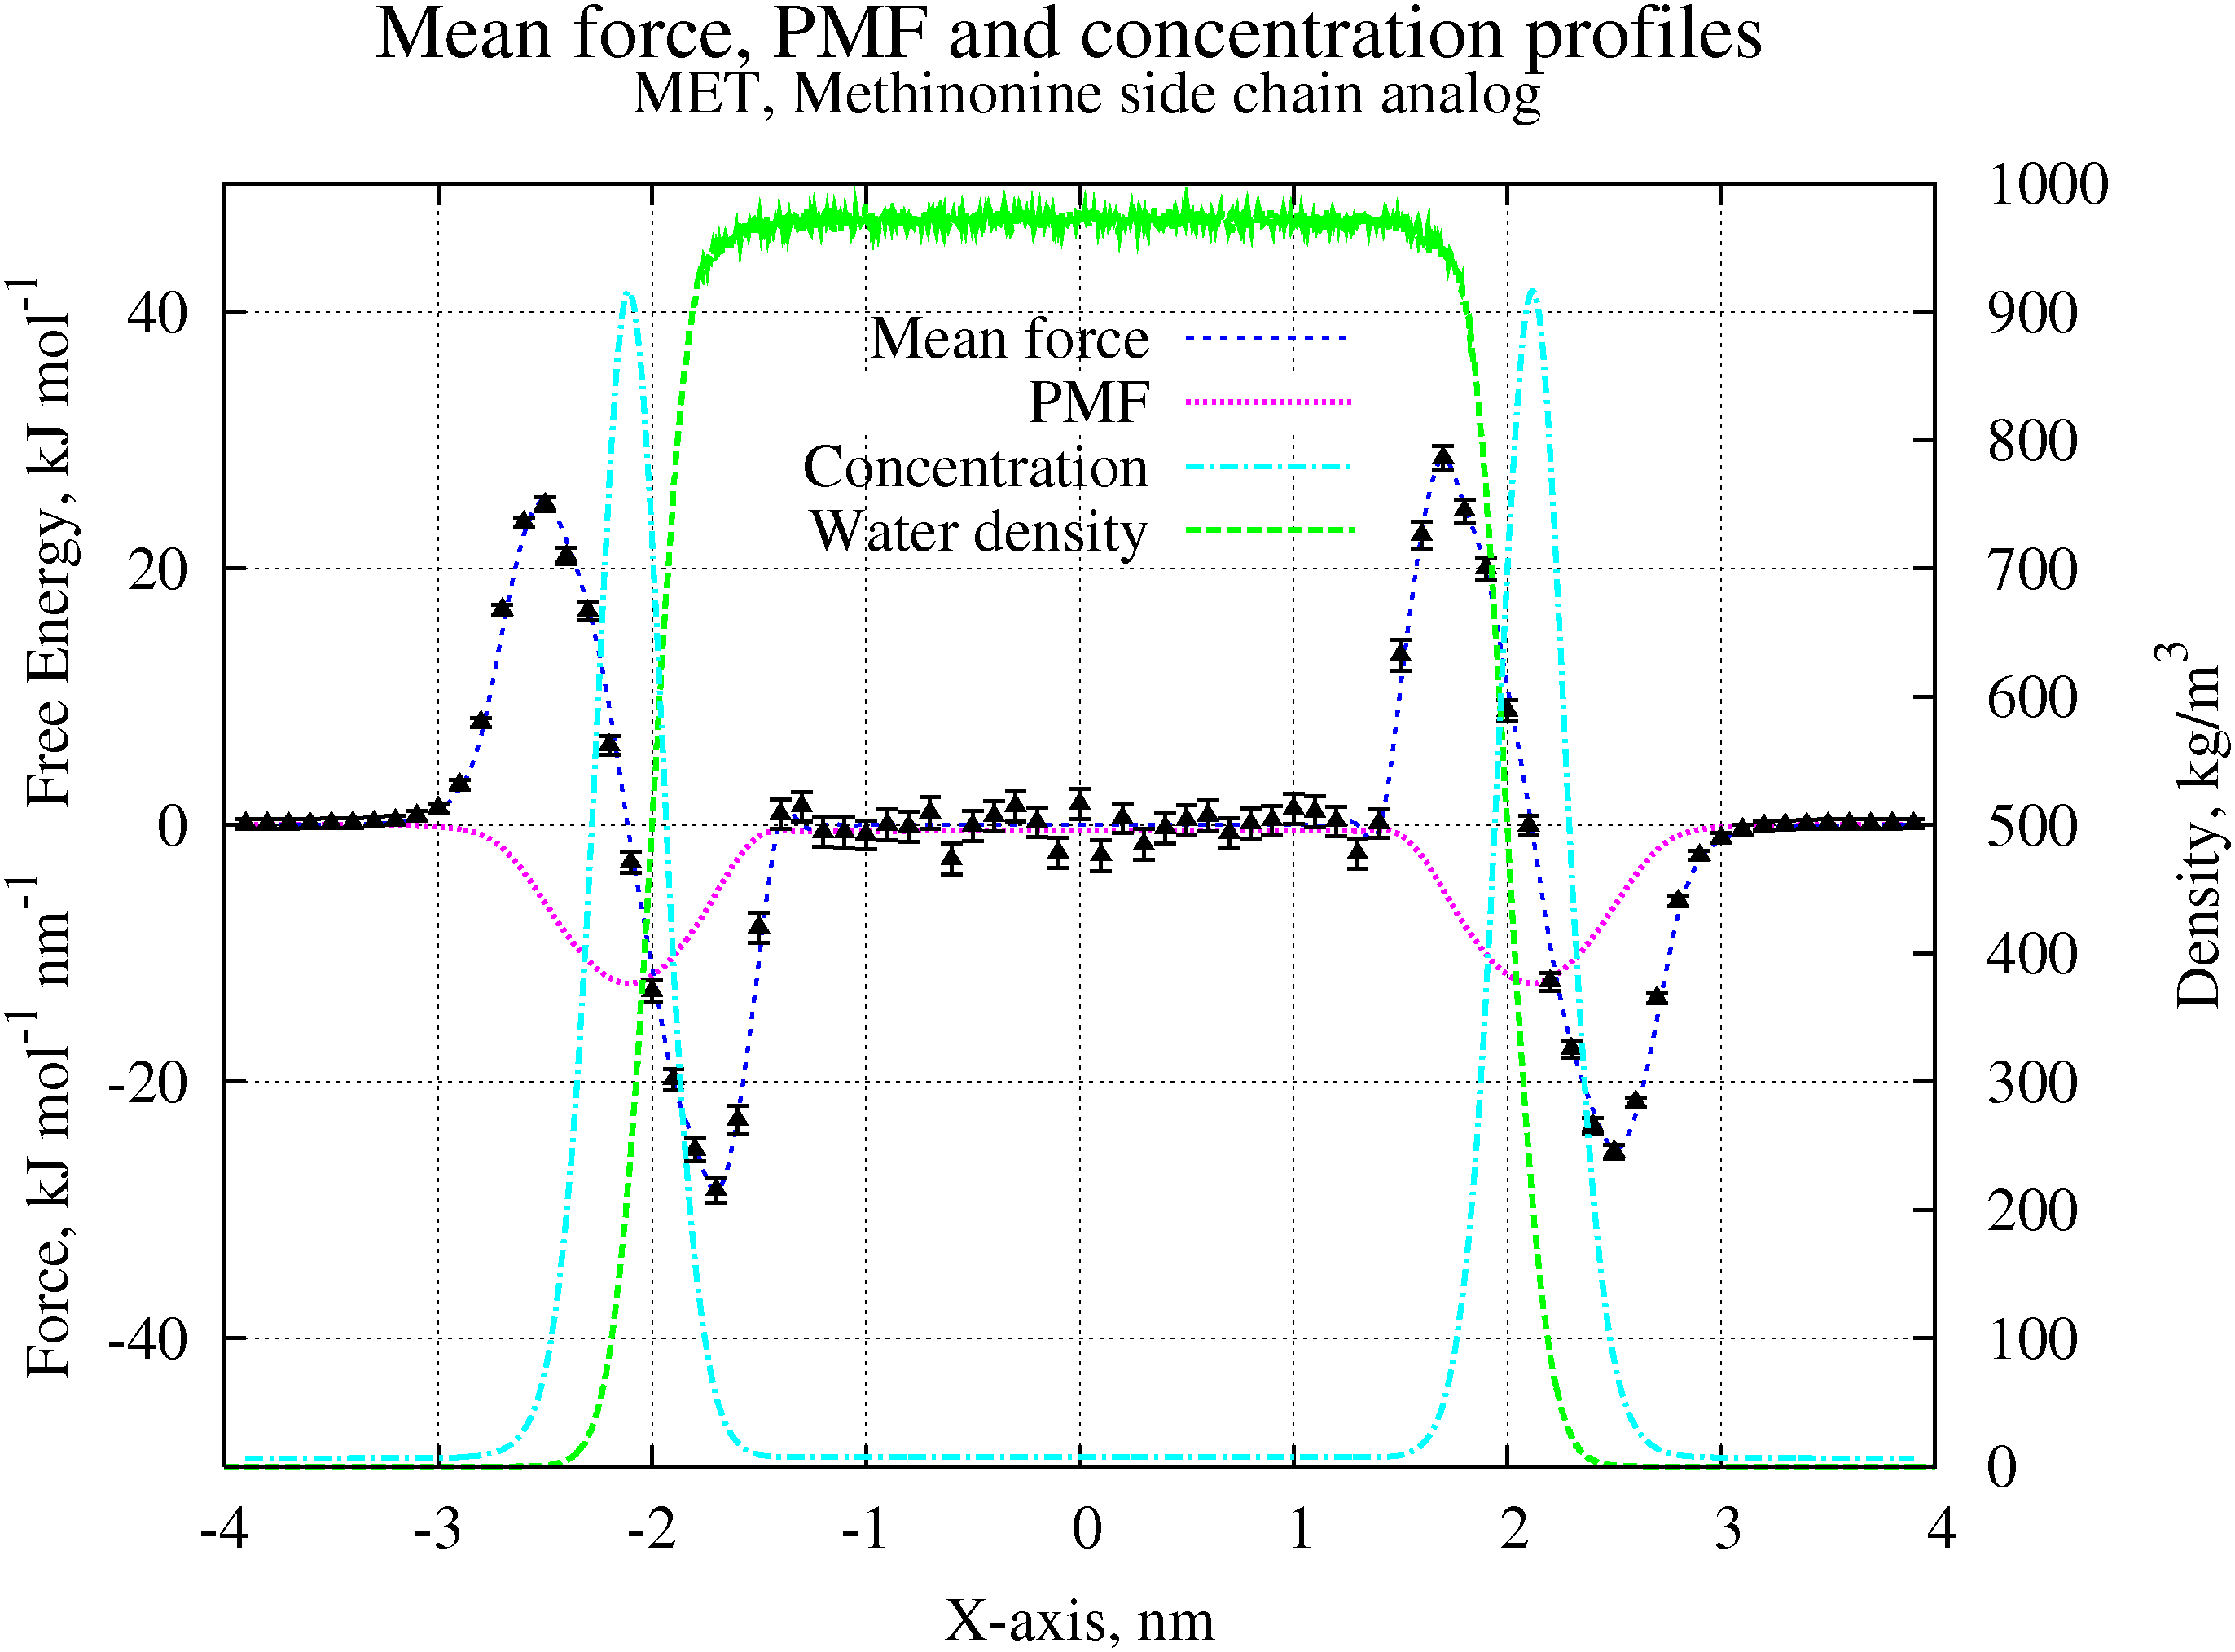 Mean force, PMF and concentration profiles
MET, Methinonine side chain analog
Force, kJ mol-1 nm-1 Free Energy, kJ mol-1
40
20
0
-20
-40
Mean force
PMF
Concentration
Water density
1000
900
800
700
600
500
400
300
200
100
0
Density, kg/m3
-4 -3 -2 -1 0 1 2 3 4
X-axis, nm